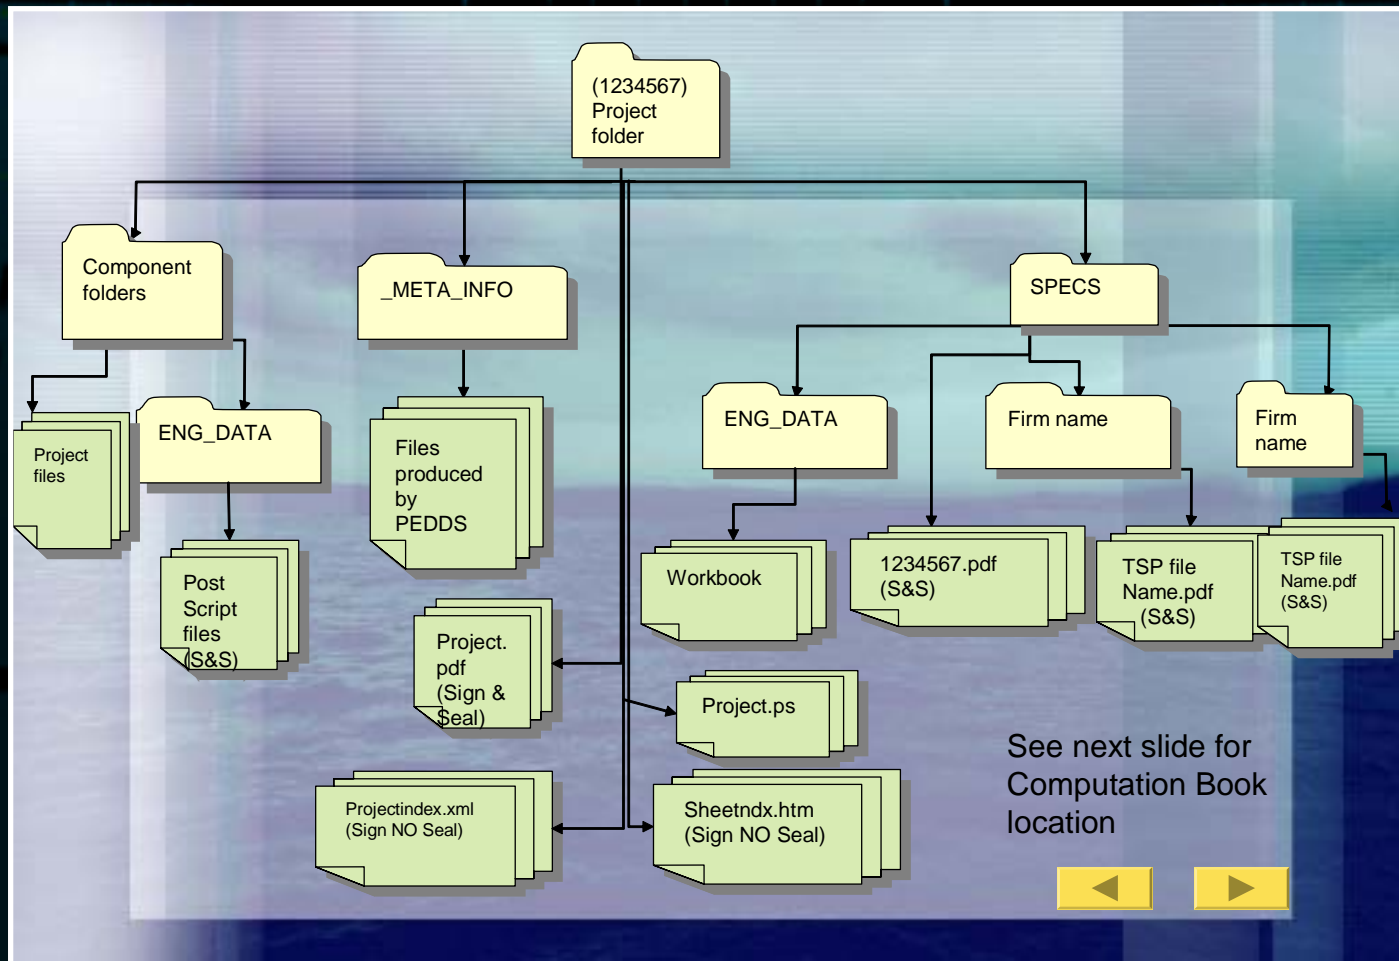 (1234567)
Project
folder
Component
folders
_META_INFO
SPECS
Project
files
ENG_DATA
Files
produced
by
PEDDS
ENG_DATA
Firm name
Firm
name
Post
Script
files
(S&S)
Workbook
1234567.pdf
(S&S)
TSP file
Name.pdf
(S&S)
TSP file
Name.pdf
(S&S)
Project.
pdf
(Sign &
Seal)
Project.ps
Projectindex.xml
(Sign NO Seal)
Sheetndx.htm
(Sign NO Seal)
See next slide for
Computation Book
location